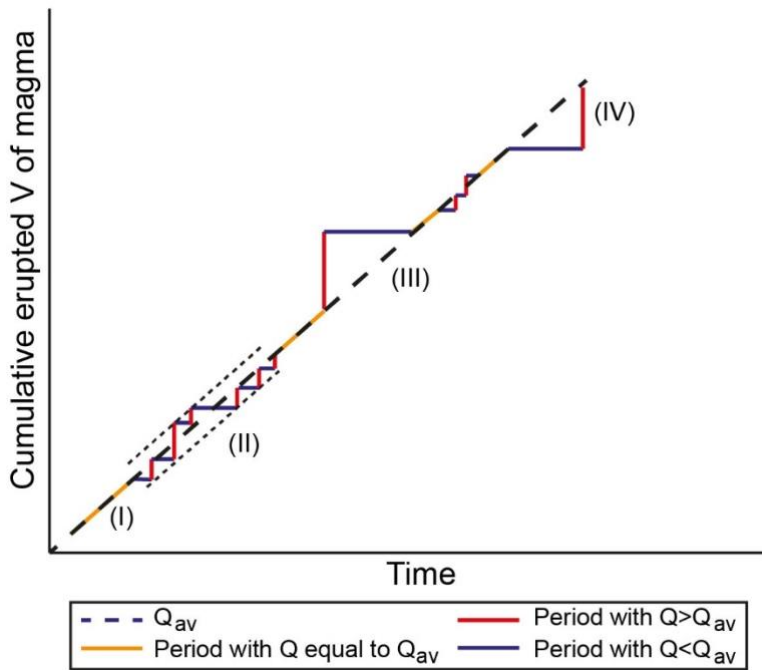 Cumulative erupted V of magma
(IV)
(III)
(II)
(I)
Time
Qav
Period with Q>Qav
Period with Q equal to Qav
Period with Q<Qav